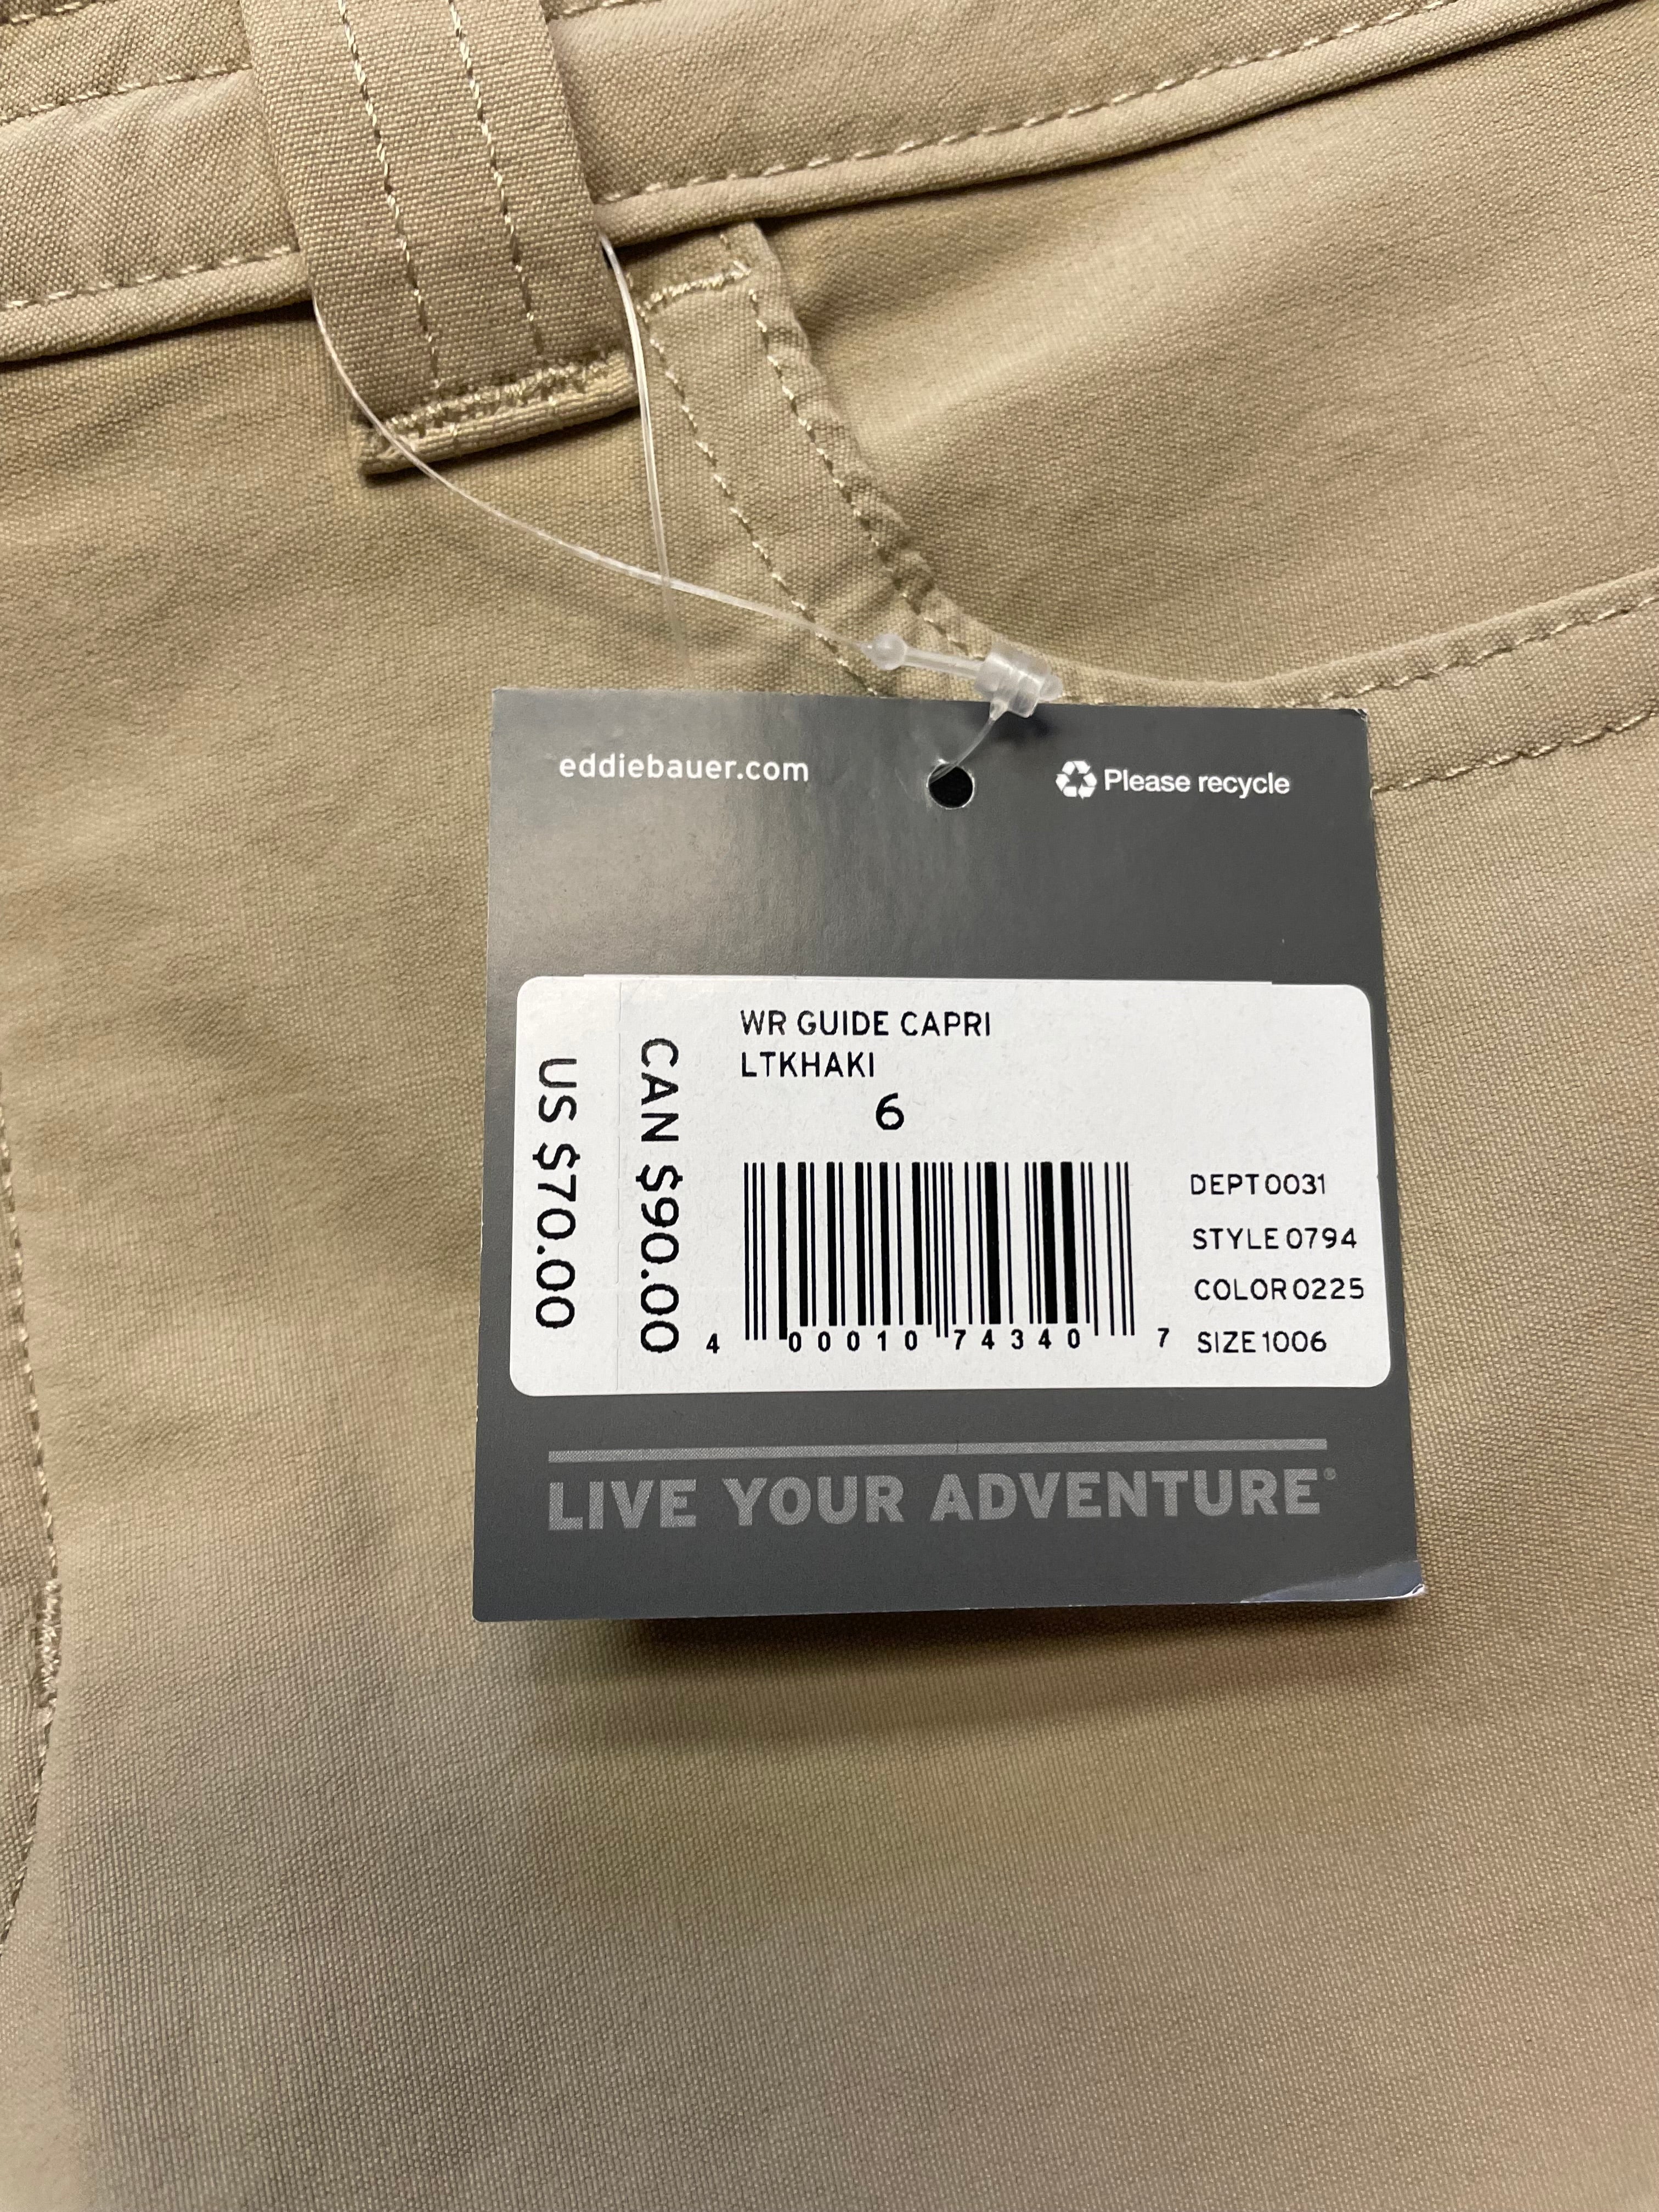 eddiebauer.com
Please recycle
WR GUIDE CAPRI
LTKHAKI
6
US $70.00
CAN $90.00
4 00010 74340 7
DEPT 0031
STYLE 0794
COLOR 0225
SIZE 1006
LIVE YOUR ADVENTURE®